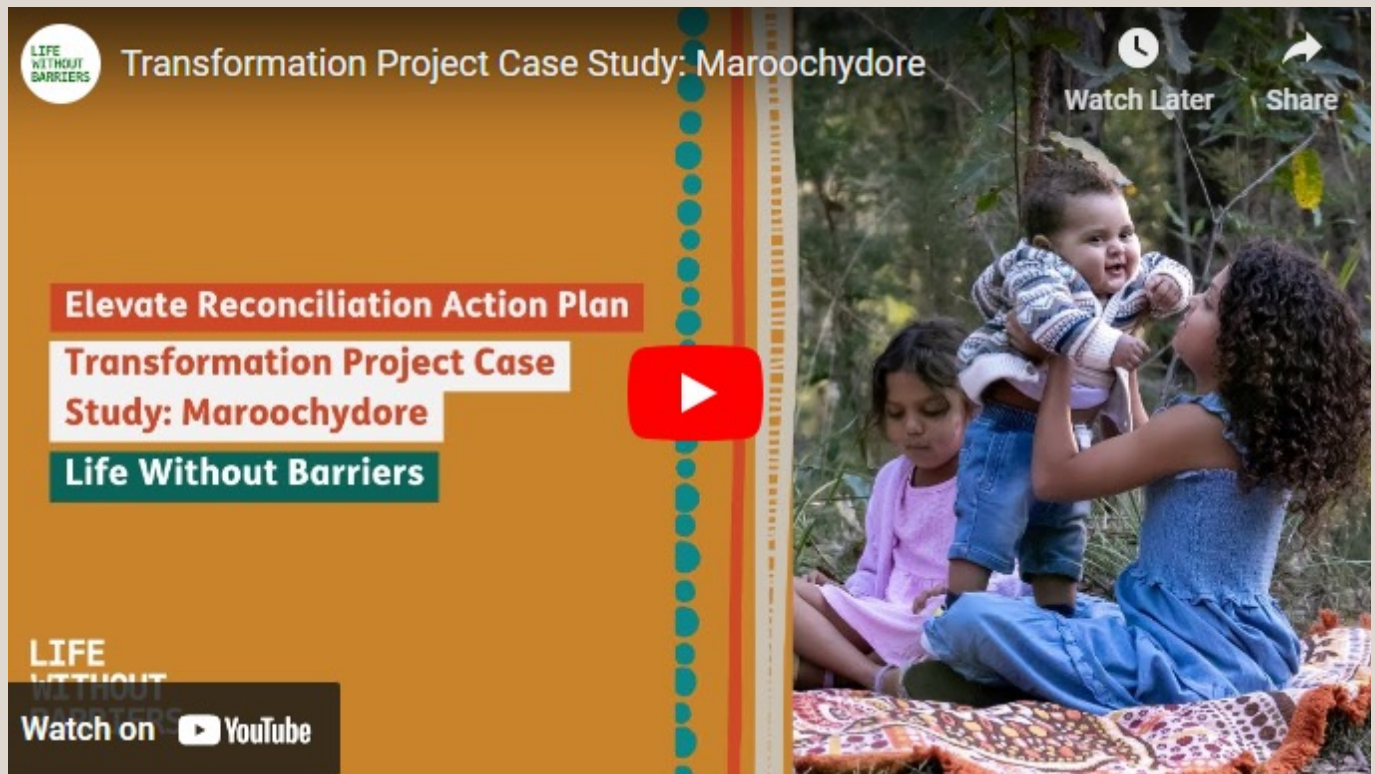 LIFE
WITHOUT
BARRIERS
Transformation Project Case Study: Maroochydore
Watch Later
Share
Elevate Reconciliation Action Plan
Transformation Project Case
Study: Maroochydore
Life Without Barriers
LIFE
WITHOUT
BARRIERS
Watch on YouTube